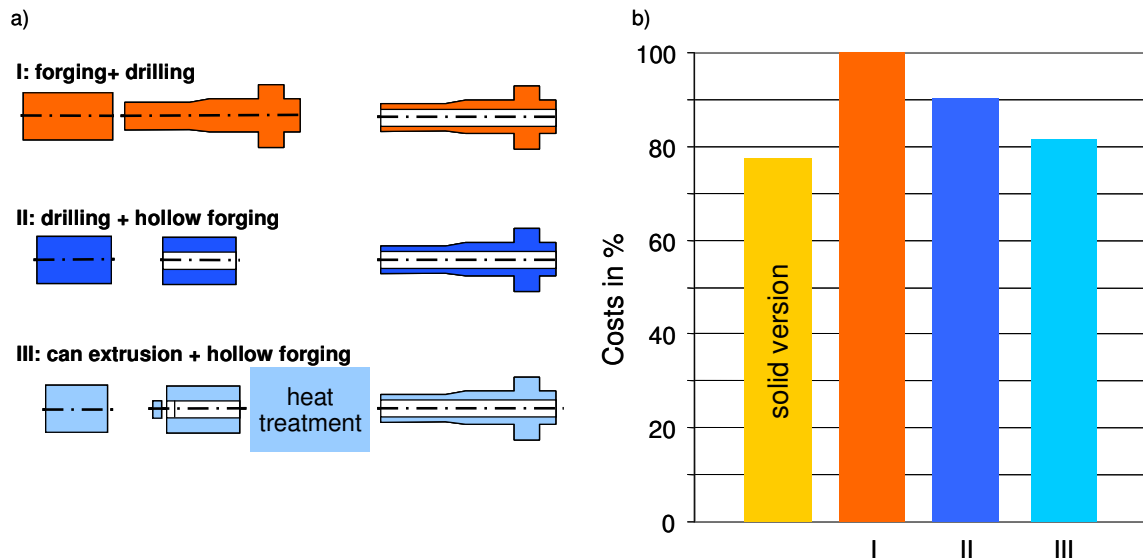 a)
I: forging+ drilling
II: drilling + hollow forging
III: can extrusion + hollow forging
heat
treatment
b)
Costs in %
100
80
60
40
20
0
solid version
I
II
III